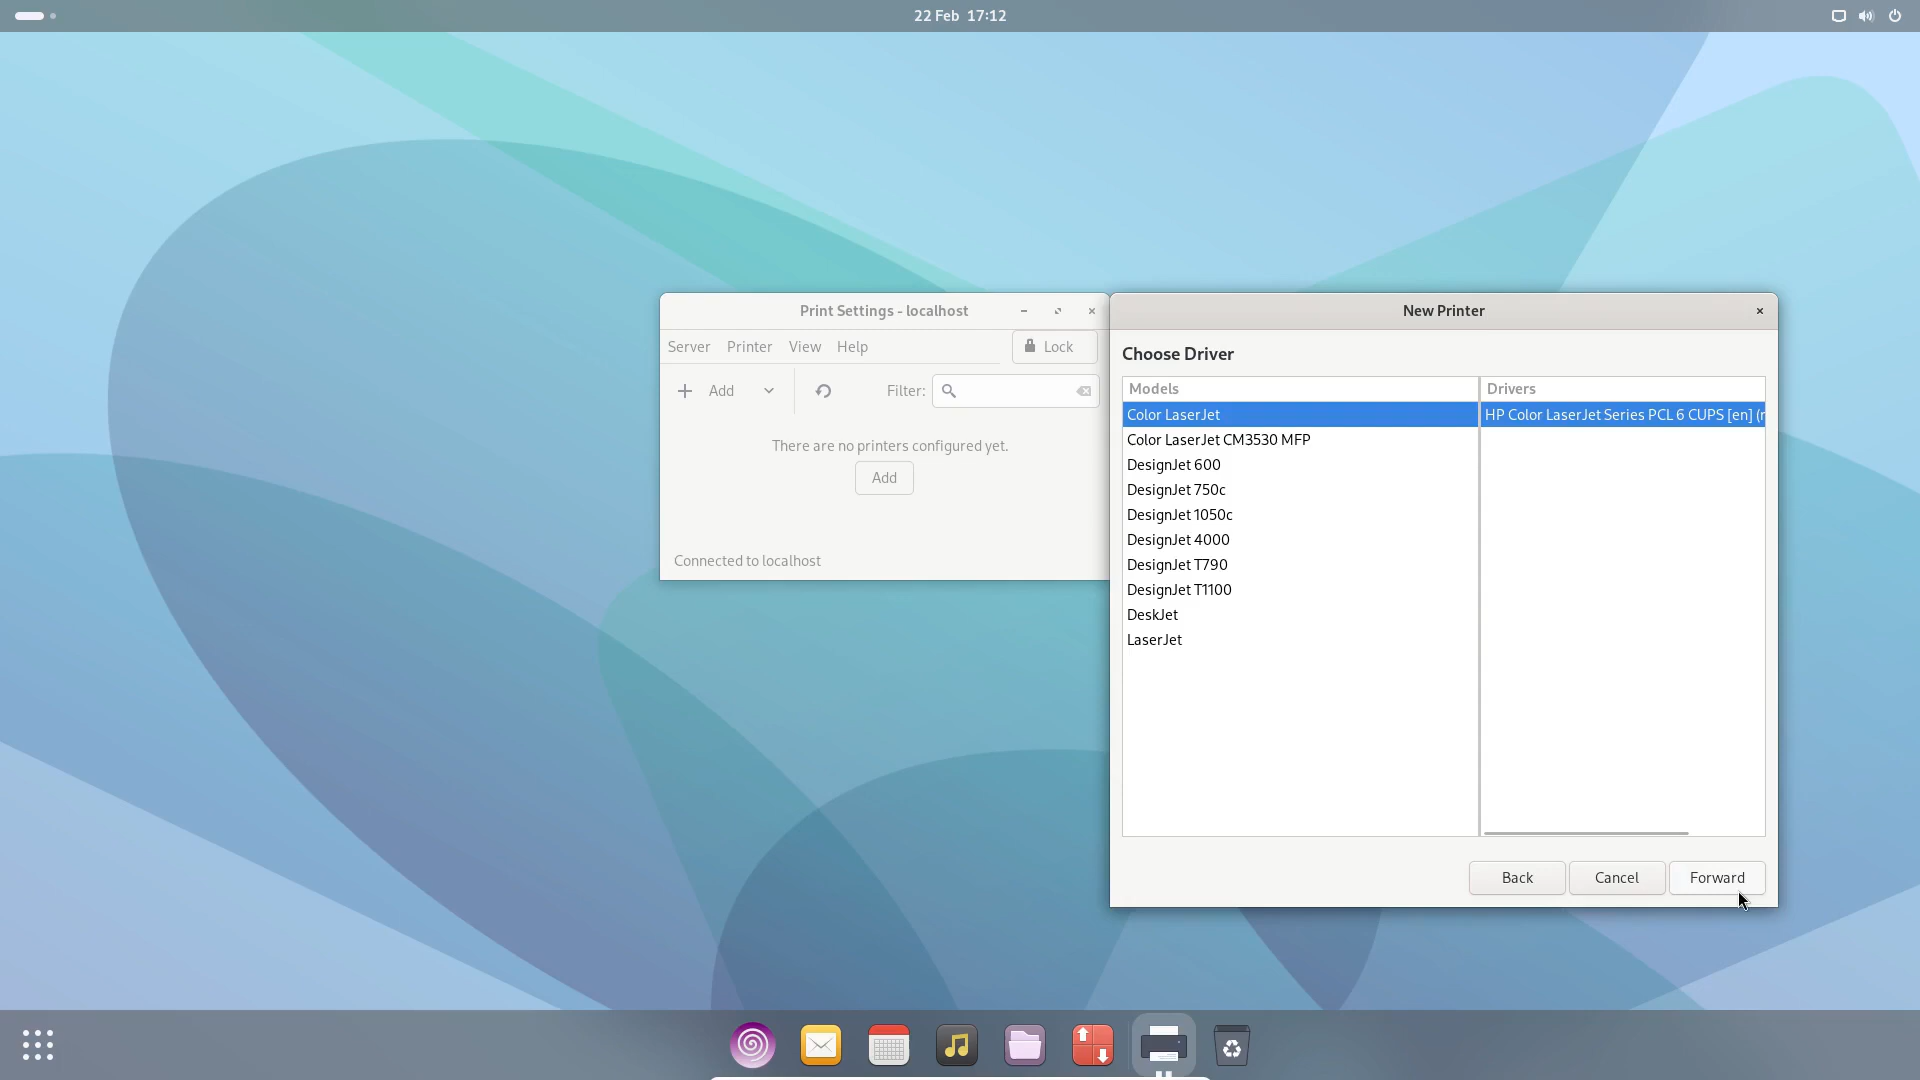 22 Feb 17:12
Print Settings - localhost
Server Printer View Help Lock
Add Filter:
There are no printers configured yet.
Add
Connected to localhost
New Printer
Choose Driver
Models
Color LaserJet
Color LaserJet CM3530 MFP
DesignJet 600
DesignJet 750c
DesignJet 1050c
DesignJet 4000
DesignJet T790
DesignJet T1100
DeskJet
LaserJet
Drivers
HP Color LaserJet Series PCL 6 CUPS [en] (r
Back Cancel Forward